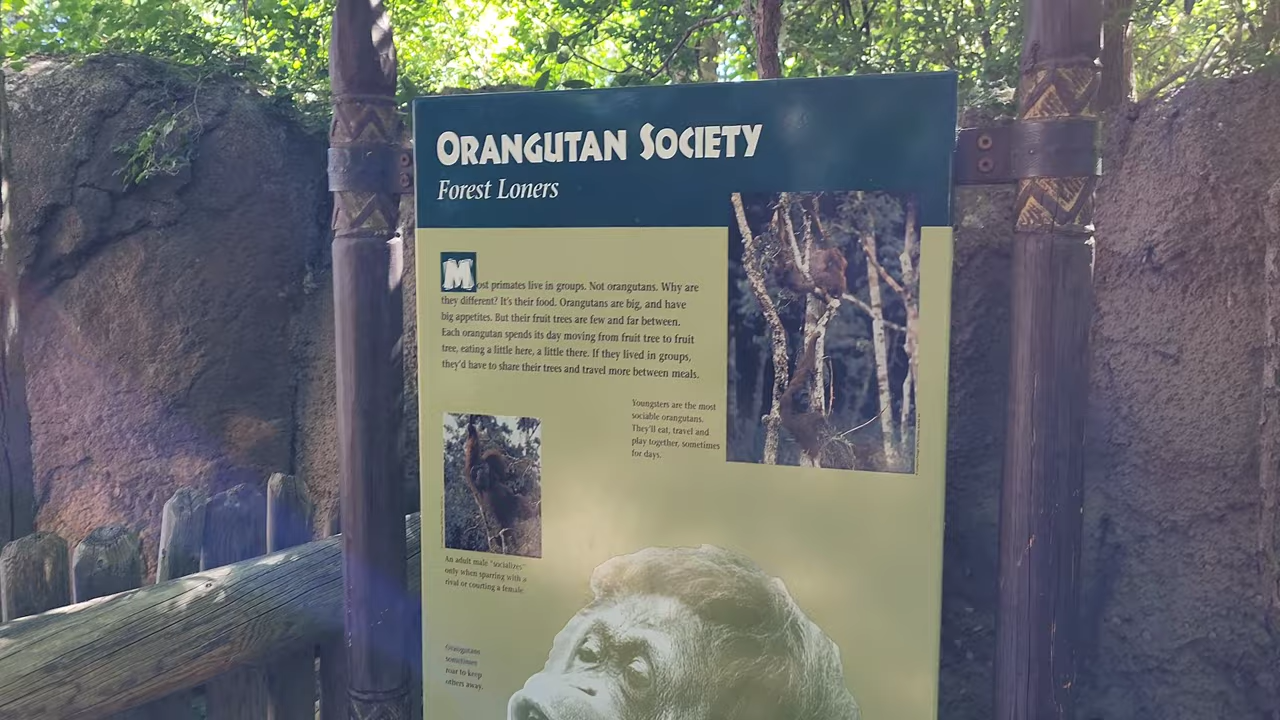 ORANGUTAN SOCIETY
Forest Loners
Most primates live in groups. Not orangutans. Why are
they different? It's their food. Orangutans are big, and have
big appetites. But their fruit trees are few and far between.
Each orangutan spends its day moving from fruit tree to fruit
tree, eating a little here, a little there. If they lived in groups,
they'd have to share their trees and travel more between meals.
Youngsters are the most
sociable orangutans.
They'll eat, travel and
play together, sometimes
for days.
An adult male "socializes"
only when sparring with a
rival or courting a female.
Orangutans
sometimes
roar to keep
others away.